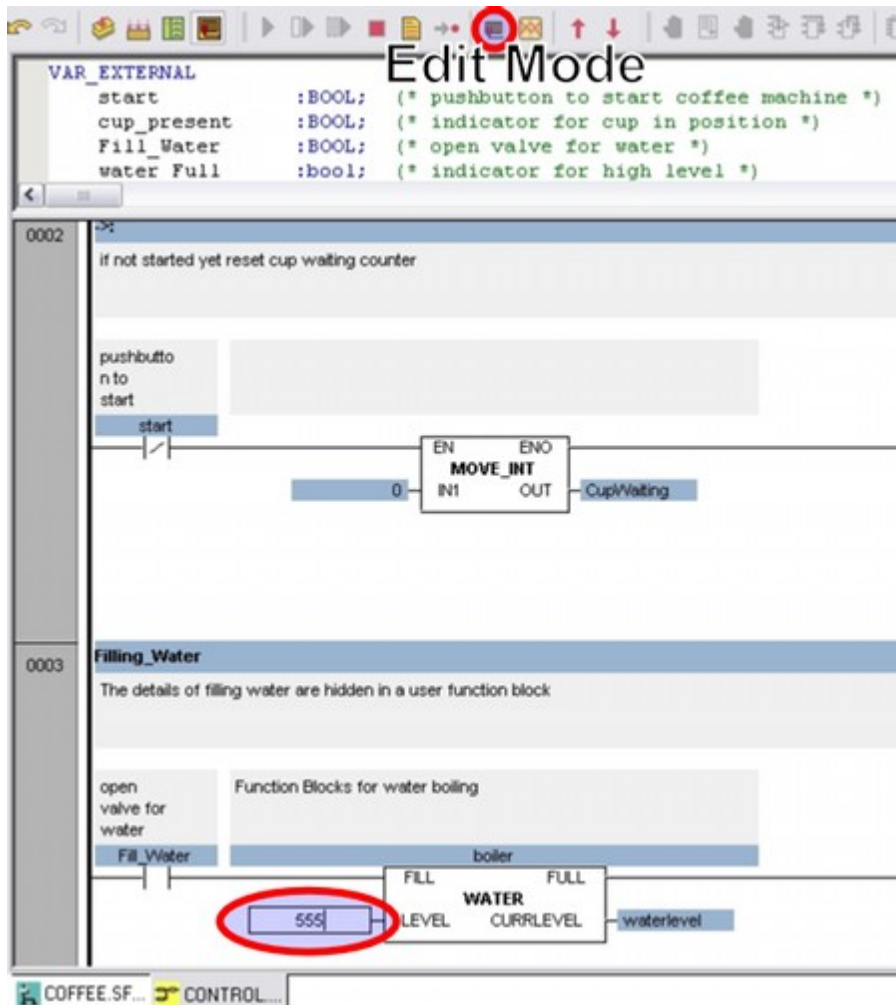 Edit Mode
VAR_EXTERNAL
start :BOOL; (* pushbutton to start coffee machine *)
cup_present :BOOL; (* indicator for cup in position *)
Fill_Water :BOOL; (* open valve for water *)
water Full :bool; (* indicator for high level *)
0002
if not started yet reset cup waiting counter
pushbutto
n to
start
start
EN ENO
MOVE_INT
0 IN1 OUT CupWaiting
0003
Filling_Water
The details of filling water are hidden in a user function block
open
valve for
water
Function Blocks for water boiling
Fill_Water boiler
FILL FULL
WATER
555 LEVEL CURRLEVEL waterlevel
COFFEE.SF... CONTROL....